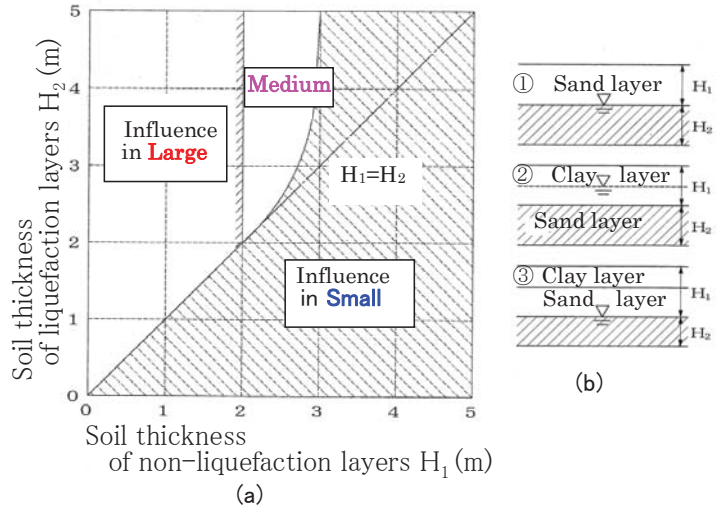 Soil thickness
of liquefaction layers H₂ (m)
5
4
3
2
1
0
Medium
Influence
in Large
H₁=H₂
Influence
in Small
0
1
2
3
4
5
Soil thickness
of non-liquefaction layers H₁ (m)
(a)
① Sand layer
H₁
H₂
② Clay layer
H₁
Sand layer
H₂
③ Clay layer
H₁
Sand layer
H₂
(b)